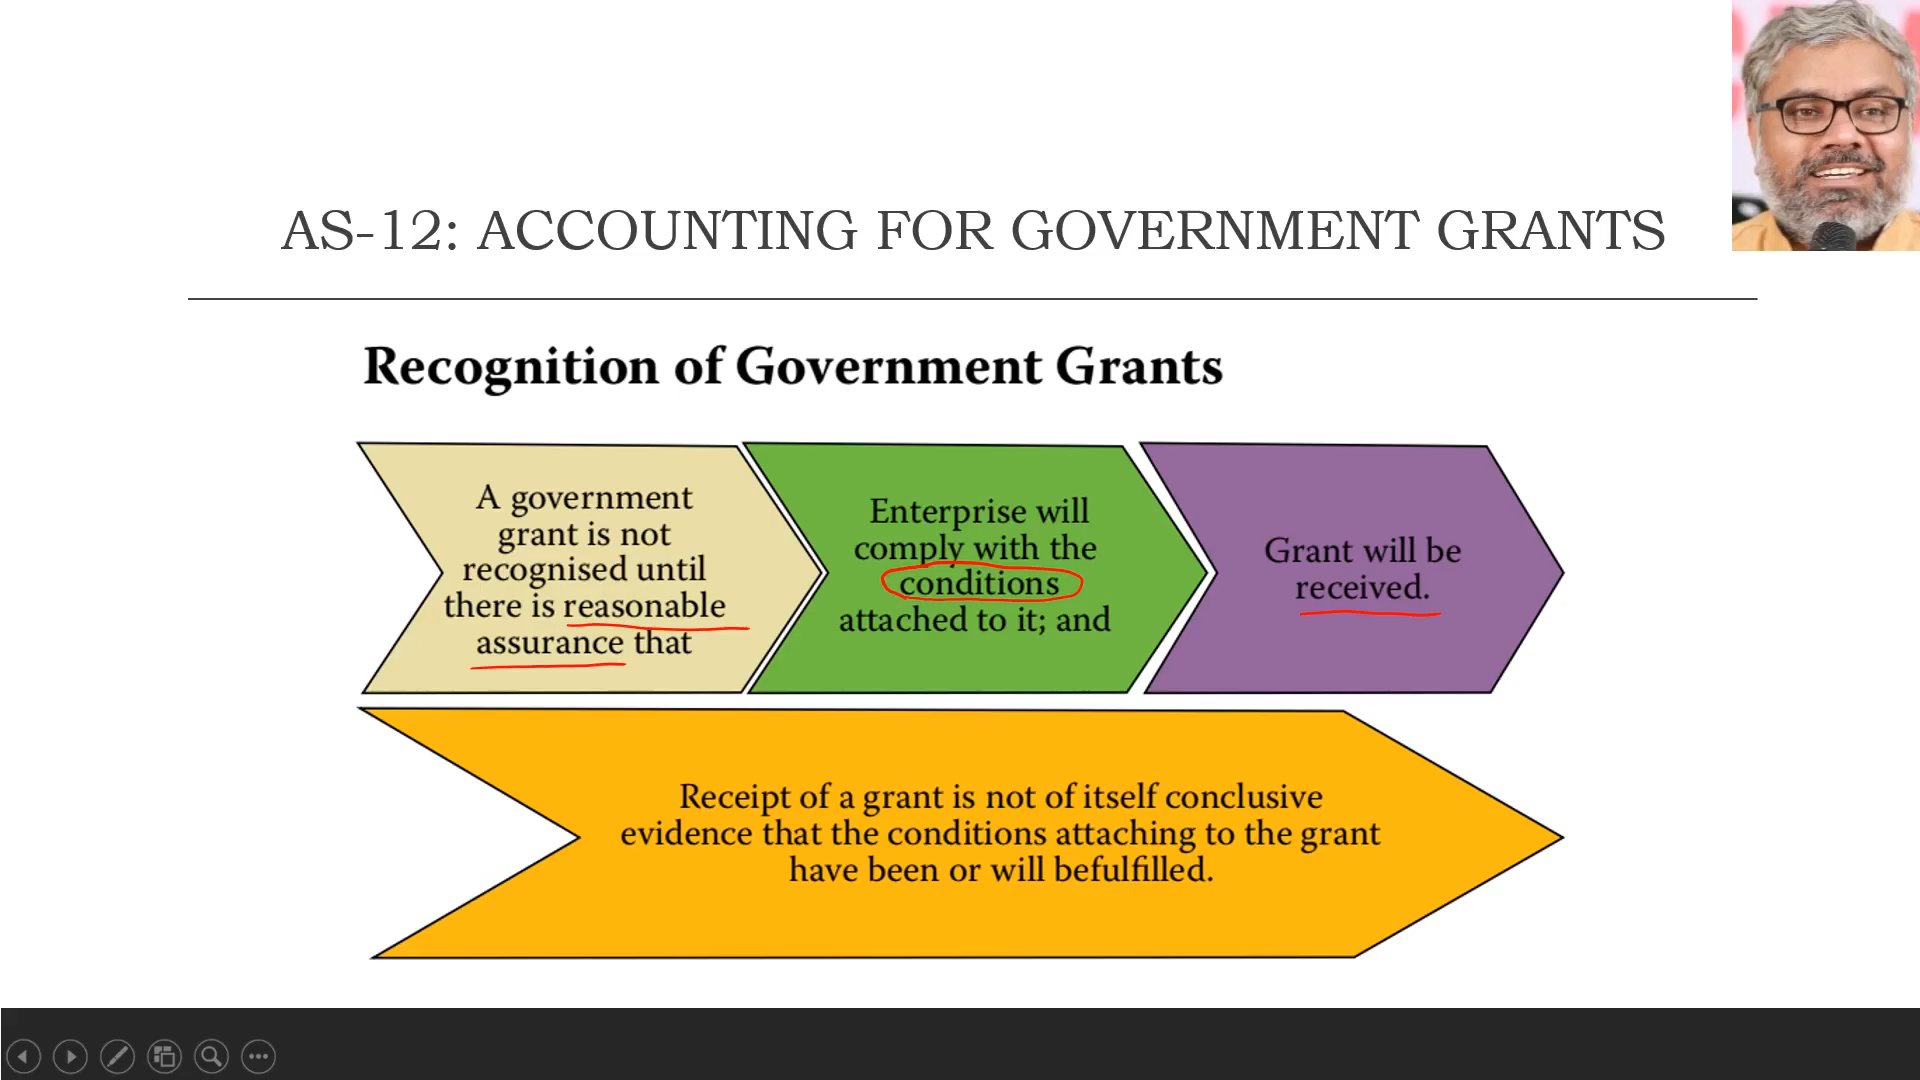 AS-12: ACCOUNTING FOR GOVERNMENT GRANTS
Recognition of Government Grants
A government
grant is not
recognised until
there is reasonable
assurance that
Enterprise will
comply with the
conditions
attached to it; and
Grant will be
received.
Receipt of a grant is not of itself conclusive
evidence that the conditions attaching to the grant
have been or will befulfilled.